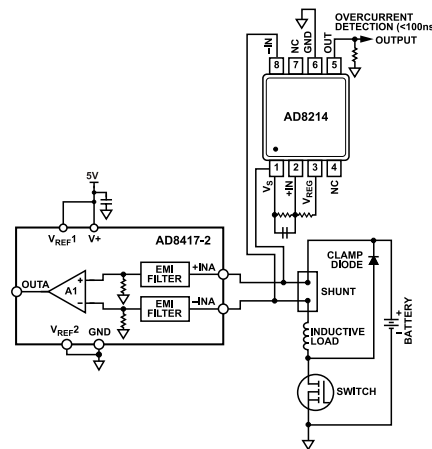 OVERCURRENT
DETECTION (<100ns
OUTPUT
–IN
NC
GND
OUT
8
7
6
5
AD8214
1
2
3
4
VS
+IN
VREG
NC
5V
VREF1
V+
AD8417-2
CLAMP
DIODE
OUTA
+
A1
–
EMI
FILTER
+INA
EMI
FILTER
–INA
SHUNT
VREF2
GND
INDUCTIVE
LOAD
+
–
BATTERY
SWITCH